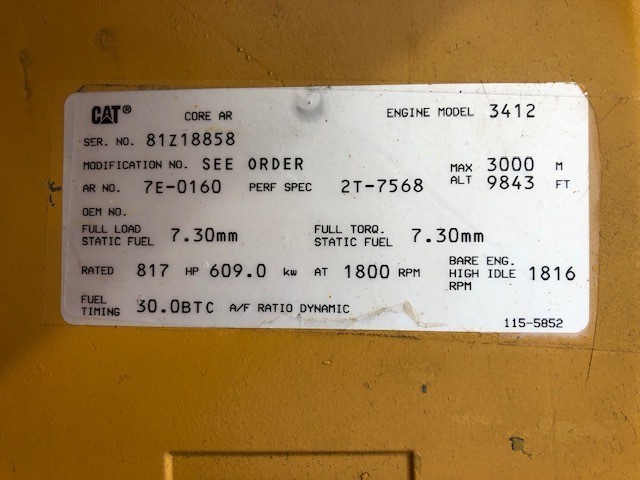 CAT® CORE AR ENGINE MODEL 3412
SER. NO. 81Z18858
MODIFICATION NO. SEE ORDER MAX 3000 M
AR NO. 7E-0160 PERF SPEC 2T-7568 ALT 9843 FT
OEM NO.
FULL LOAD STATIC FUEL 7.30mm FULL TORQ. STATIC FUEL 7.30mm
RATED 817 HP 609.0 kw AT 1800 RPM BARE ENG. HIGH IDLE RPM 1816
FUEL TIMING 30.0BTC A/F RATIO DYNAMIC
115-5852